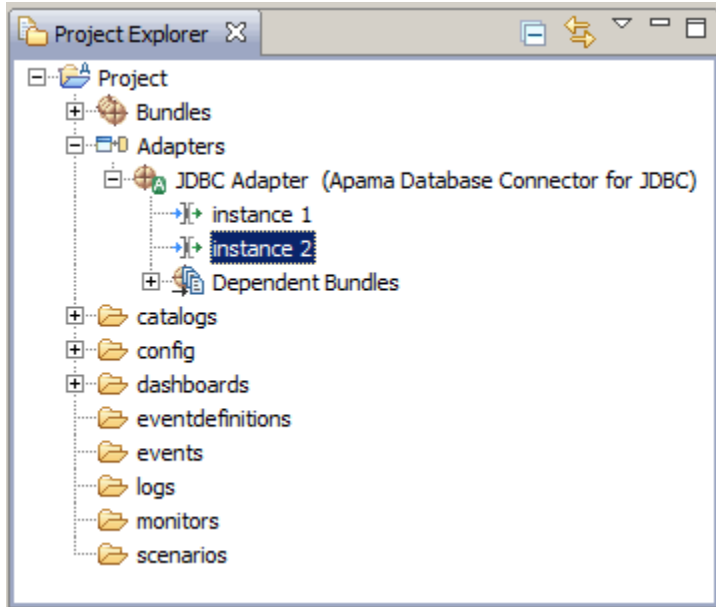 Project Explorer
Project
Bundles
Adapters
JDBC Adapter (Apama Database Connector for JDBC)
instance 1
instance 2
Dependent Bundles
catalogs
config
dashboards
eventdefinitions
events
logs
monitors
scenarios